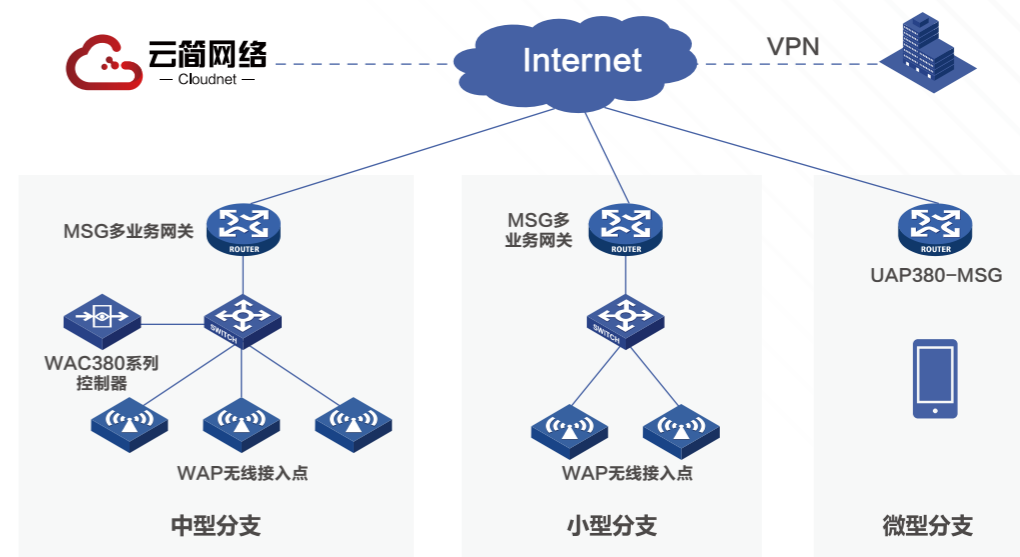 云简网络
Cloudnet
Internet
VPN
MSG多业务网关
ROUTER
SWITCH
WAC380系列
控制器
WAP无线接入点
中型分支
MSG多
业务网关
ROUTER
SWITCH
WAP无线接入点
小型分支
ROUTER
UAP380-MSG
微型分支